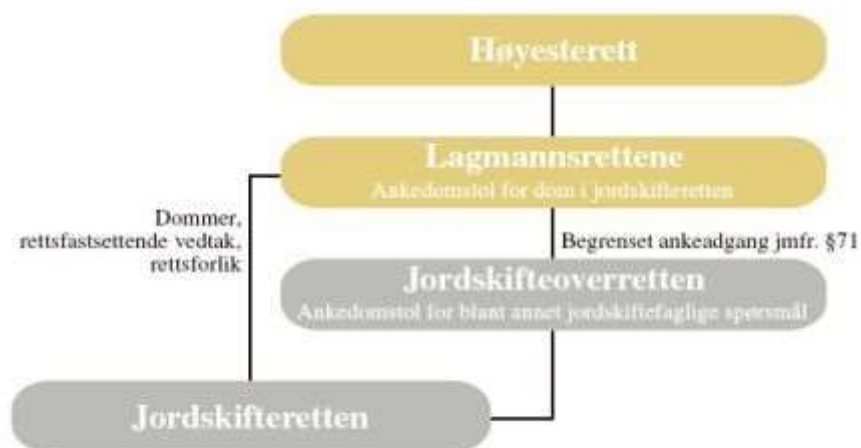 Høyesterett
Lagmannsrettene
Ankedomstol for dom i jordskifteretten
Dommer,
rettsfastsettende vedtak,
rettsforlik
Begrenset ankeadgang jmfr. §71
Jordskifteoverretten
Ankedomstol for blant annet jordskiftefaglige spørsmål
Jordskifteretten